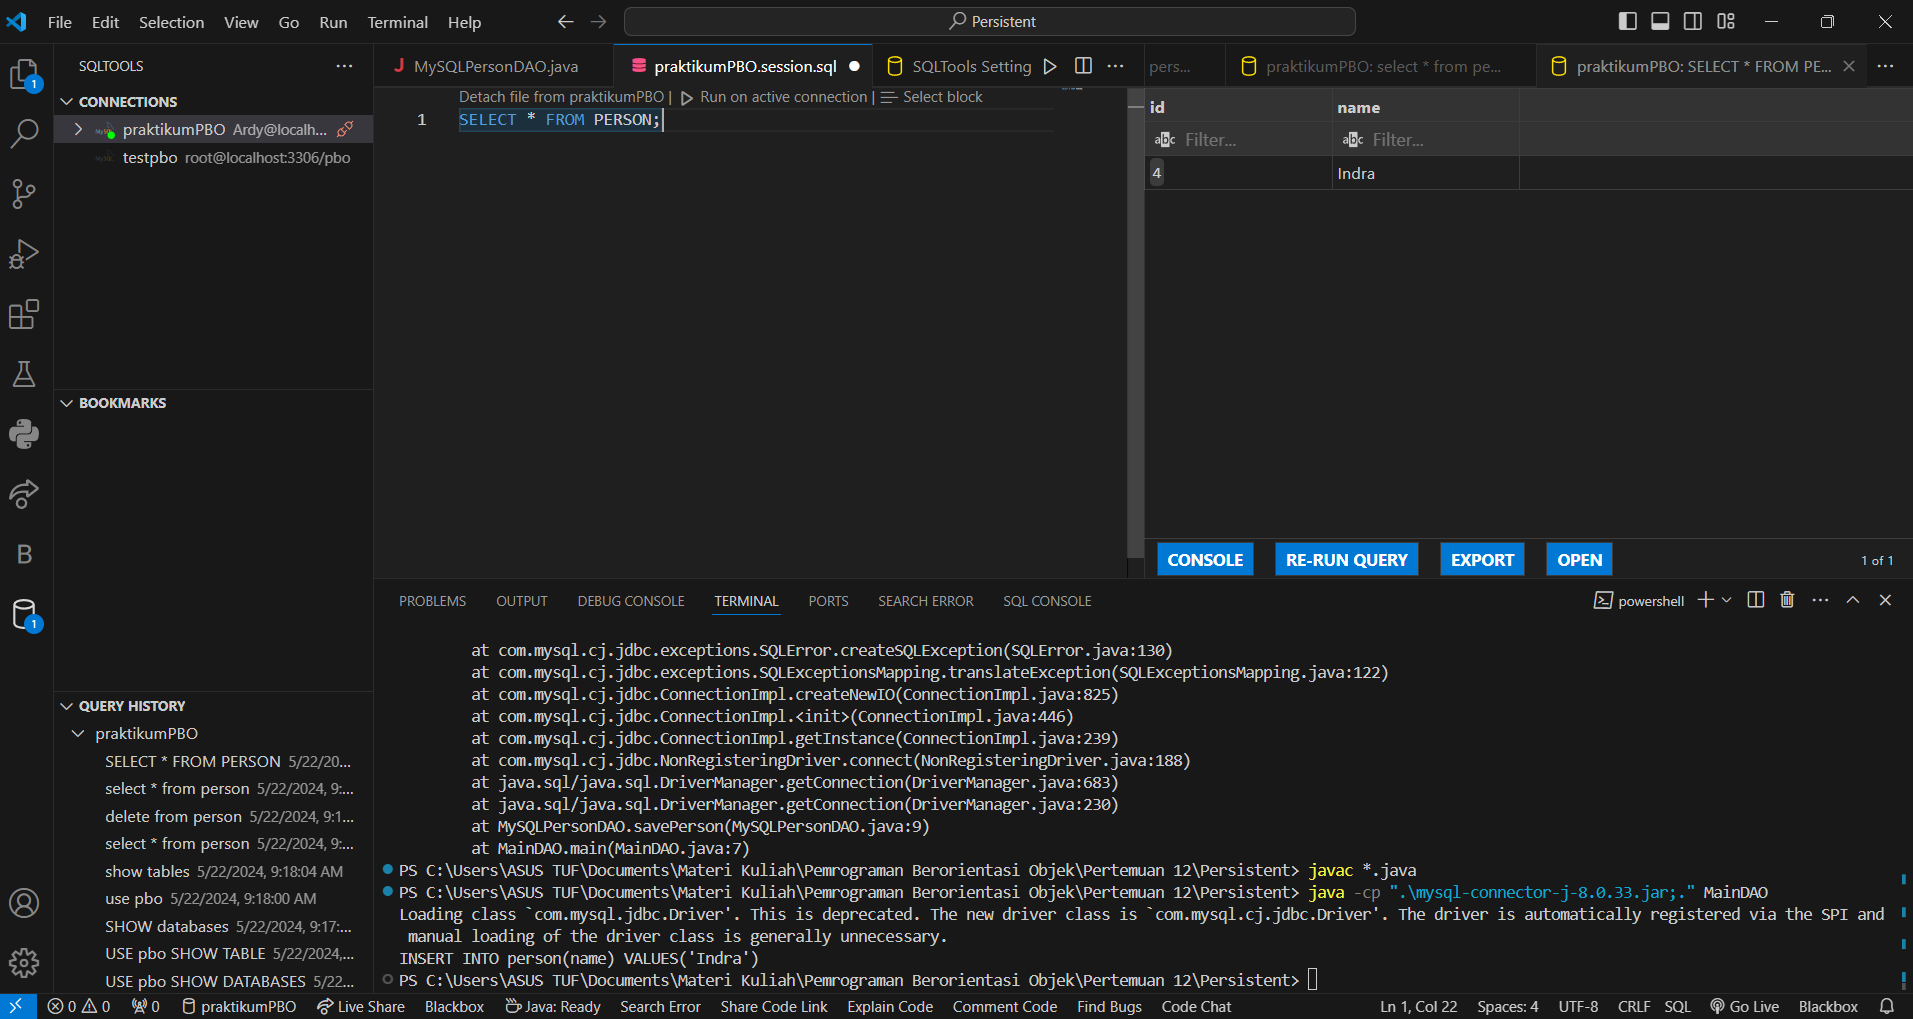 File Edit Selection View Go Run Terminal Help
Persistent
SQLTOOLS
CONNECTIONS
praktikumPBO Ardy@localh...
testpbo root@localhost:3306/pbo
BOOKMARKS
QUERY HISTORY
praktikumPBO
SELECT * FROM PERSON 5/22/20...
select * from person 5/22/2024, 9:...
delete from person 5/22/2024, 9:1...
select * from person 5/22/2024, 9:...
show tables 5/22/2024, 9:18:04 AM
use pbo 5/22/2024, 9:18:00 AM
SHOW databases 5/22/2024, 9:17:...
USE pbo SHOW TABLE 5/22/2024,...
USE pbo SHOW DATABASES 5/22...
J MySQLPersonDAO.java praktikumPBO.session.sql SQLTools Setting
Detach file from praktikumPBO | Run on active connection | Select block
1 SELECT * FROM PERSON;
pers... praktikumPBO: select * from pe... praktikumPBO: SELECT * FROM PE...
id name
abc Filter... abc Filter...
4 Indra
CONSOLE RE-RUN QUERY EXPORT OPEN 1 of 1
PROBLEMS OUTPUT DEBUG CONSOLE TERMINAL PORTS SEARCH ERROR SQL CONSOLE
powershell
at com.mysql.cj.jdbc.exceptions.SQLError.createSQLException(SQLError.java:130)
at com.mysql.cj.jdbc.exceptions.SQLExceptionsMapping.translateException(SQLExceptionsMapping.java:122)
at com.mysql.cj.jdbc.ConnectionImpl.createNewIO(ConnectionImpl.java:825)
at com.mysql.cj.jdbc.ConnectionImpl.<init>(ConnectionImpl.java:446)
at com.mysql.cj.jdbc.ConnectionImpl.getInstance(ConnectionImpl.java:239)
at com.mysql.cj.jdbc.NonRegisteringDriver.connect(NonRegisteringDriver.java:188)
at java.sql/java.sql.DriverManager.getConnection(DriverManager.java:683)
at java.sql/java.sql.DriverManager.getConnection(DriverManager.java:230)
at MySQLPersonDAO.savePerson(MySQLPersonDAO.java:9)
at MainDAO.main(MainDAO.java:7)
PS C:\Users\ASUS TUF\Documents\Materi Kuliah\Pemrograman Berorientasi Objek\Pertemuan 12\Persistent> javac *.java
PS C:\Users\ASUS TUF\Documents\Materi Kuliah\Pemrograman Berorientasi Objek\Pertemuan 12\Persistent> java -cp ".\mysql-connector-j-8.0.33.jar;." MainDAO
Loading class `com.mysql.jdbc.Driver'. This is deprecated. The new driver class is `com.mysql.cj.jdbc.Driver'. The driver is automatically registered via the SPI and
manual loading of the driver class is generally unnecessary.
INSERT INTO person(name) VALUES('Indra')
PS C:\Users\ASUS TUF\Documents\Materi Kuliah\Pemrograman Berorientasi Objek\Pertemuan 12\Persistent>
0 0 0 praktikumPBO Live Share Blackbox Java: Ready Search Error Share Code Link Explain Code Comment Code Find Bugs Code Chat Ln 1, Col 22 Spaces: 4 UTF-8 CRLF SQL Go Live Blackbox